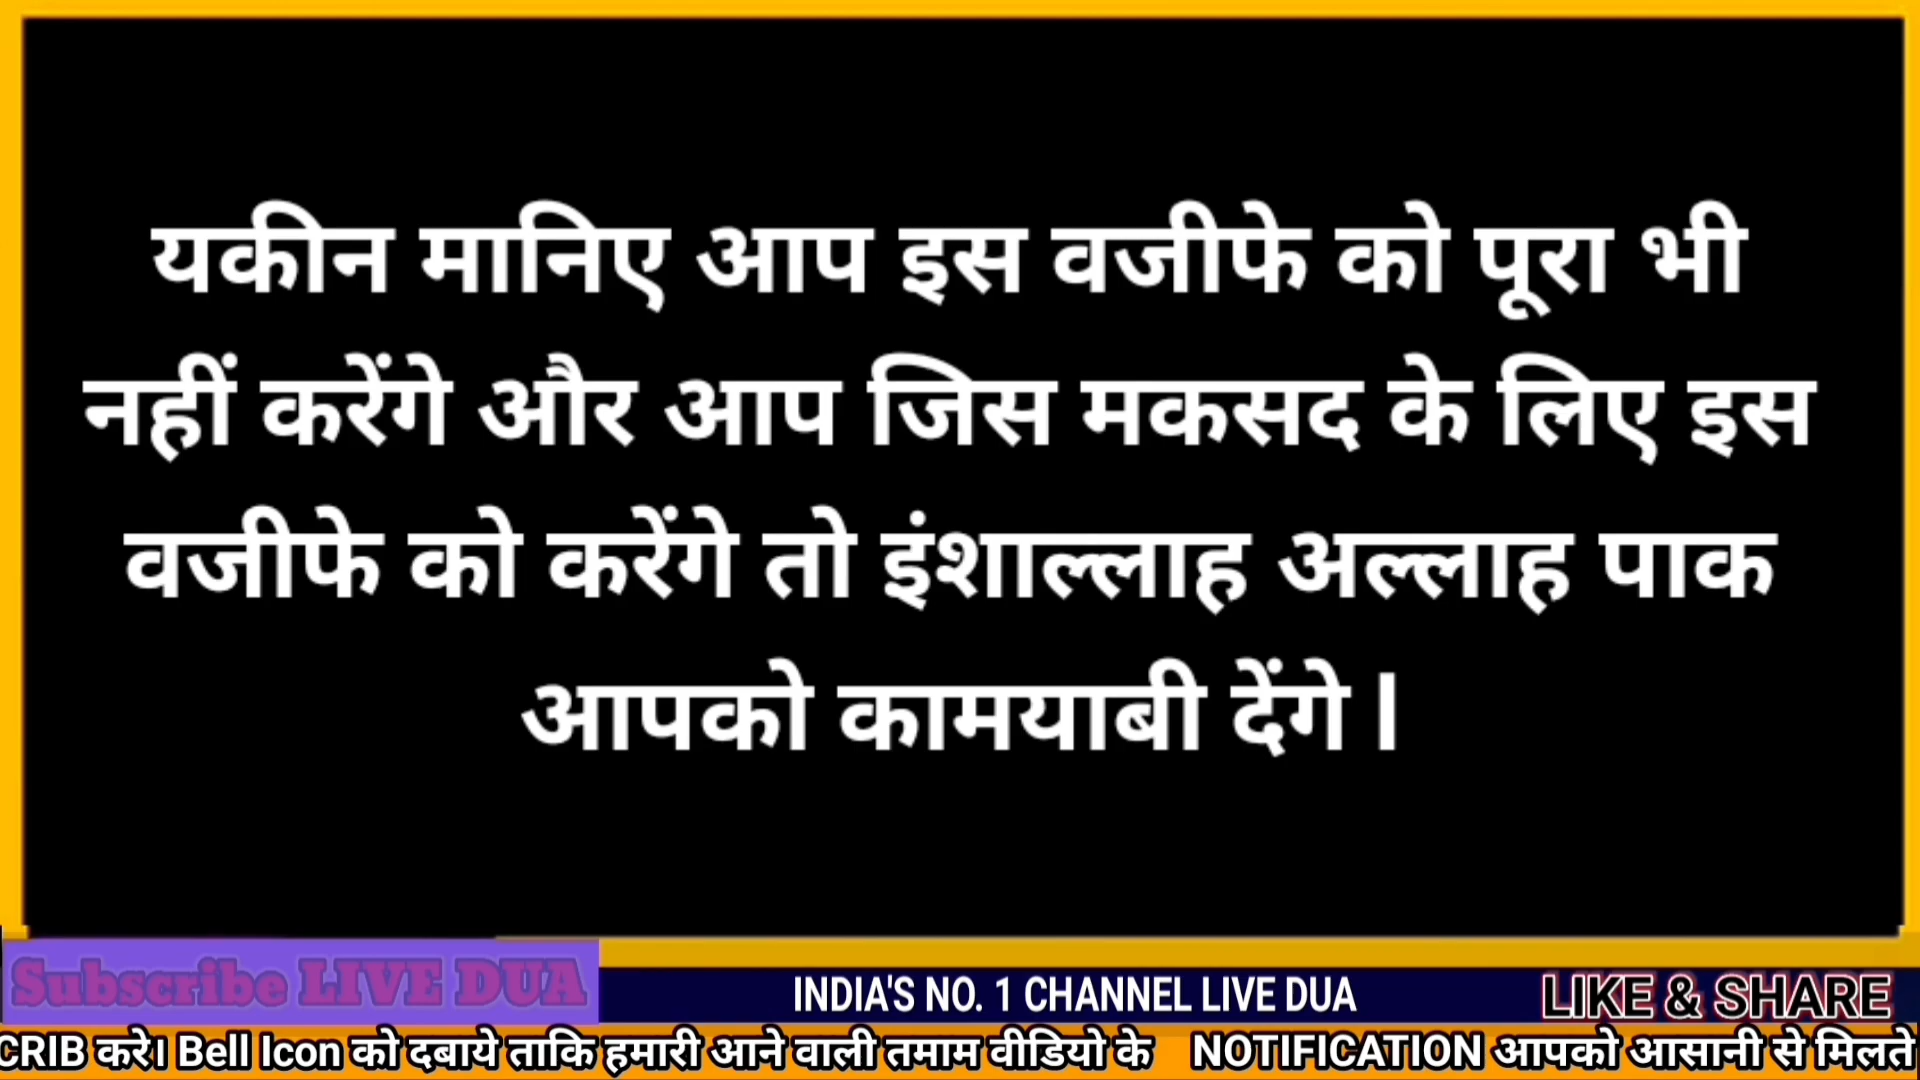 यकीन मानिए आप इस वजीफे को पूरा भी
नहीं करेंगे और आप जिस मकसद के लिए इस
वजीफे को करेंगे तो इंशाल्लाह अल्लाह पाक
आपको कामयाबी देंगे।
Subscribe LIVE DUA
INDIA'S NO. 1 CHANNEL LIVE DUA
LIKE & SHARE
CRIB करे। Bell Icon को दबाये ताकि हमारी आने वाली तमाम वीडियो के NOTIFICATION आपको आसानी से मिलते